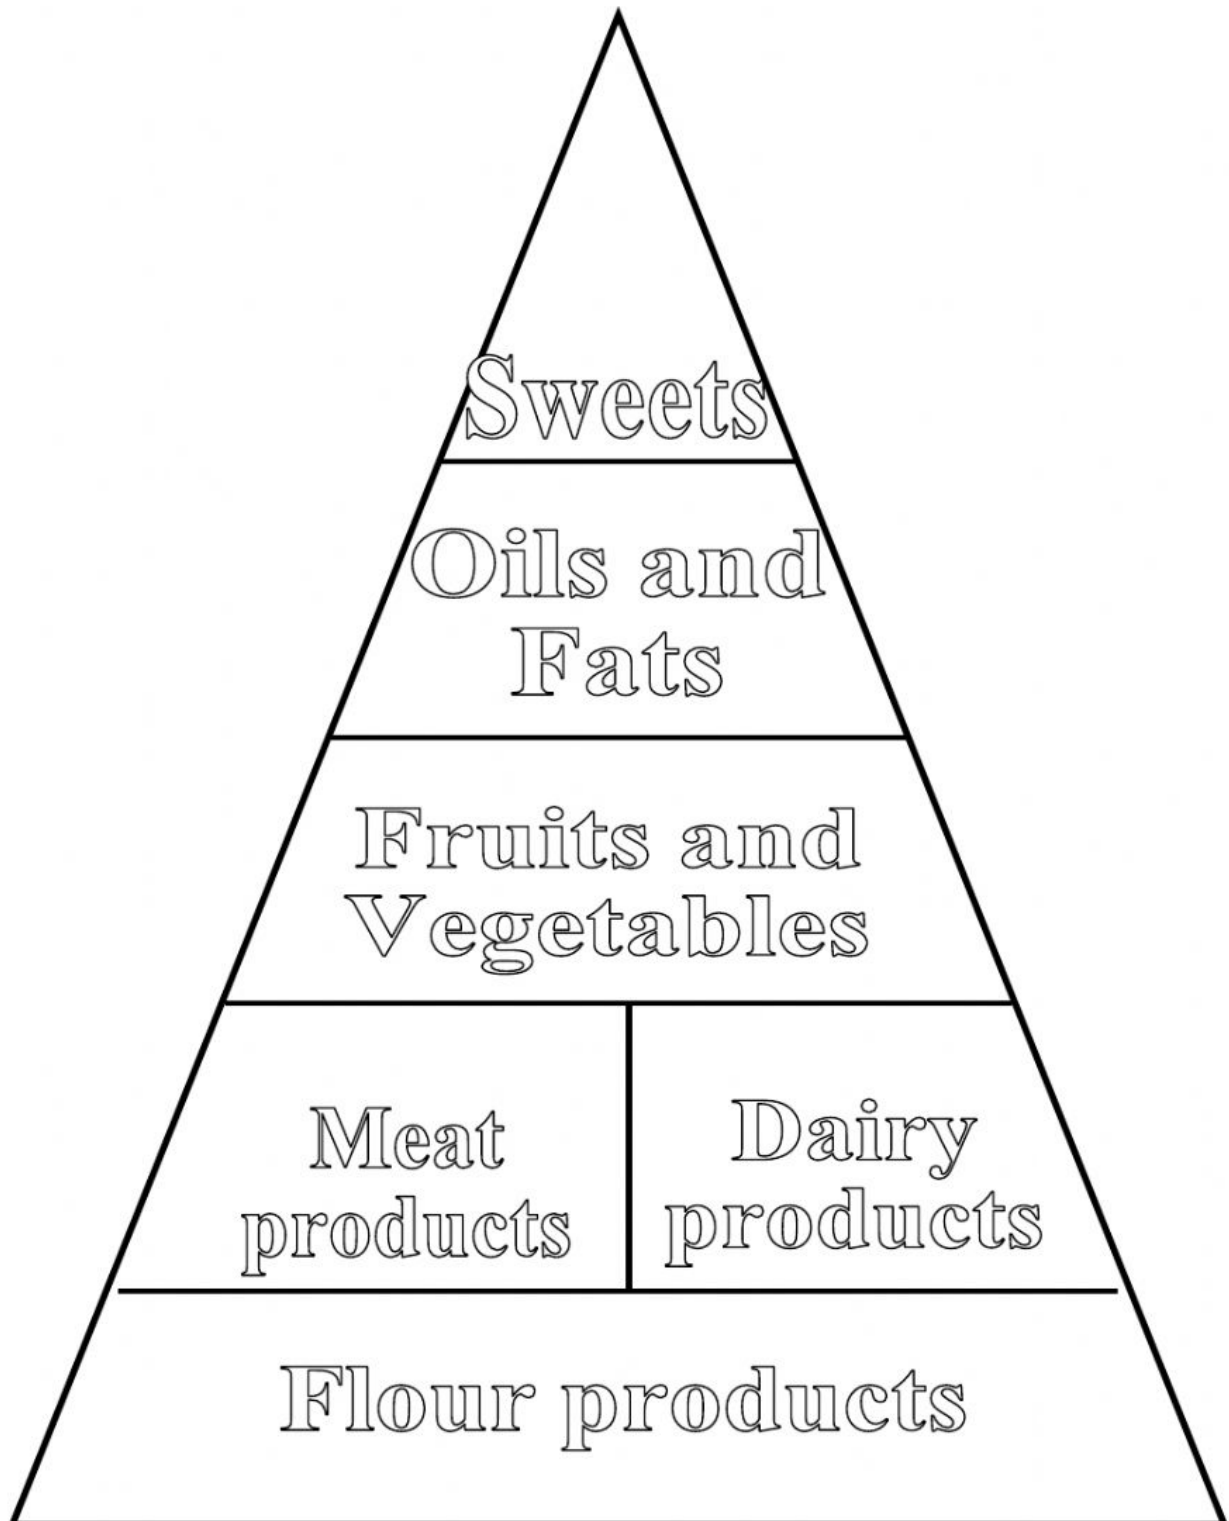 Sweets
Oils and
Fats
Fruits and
Vegetables
Meat
products
Dairy
products
Flour products